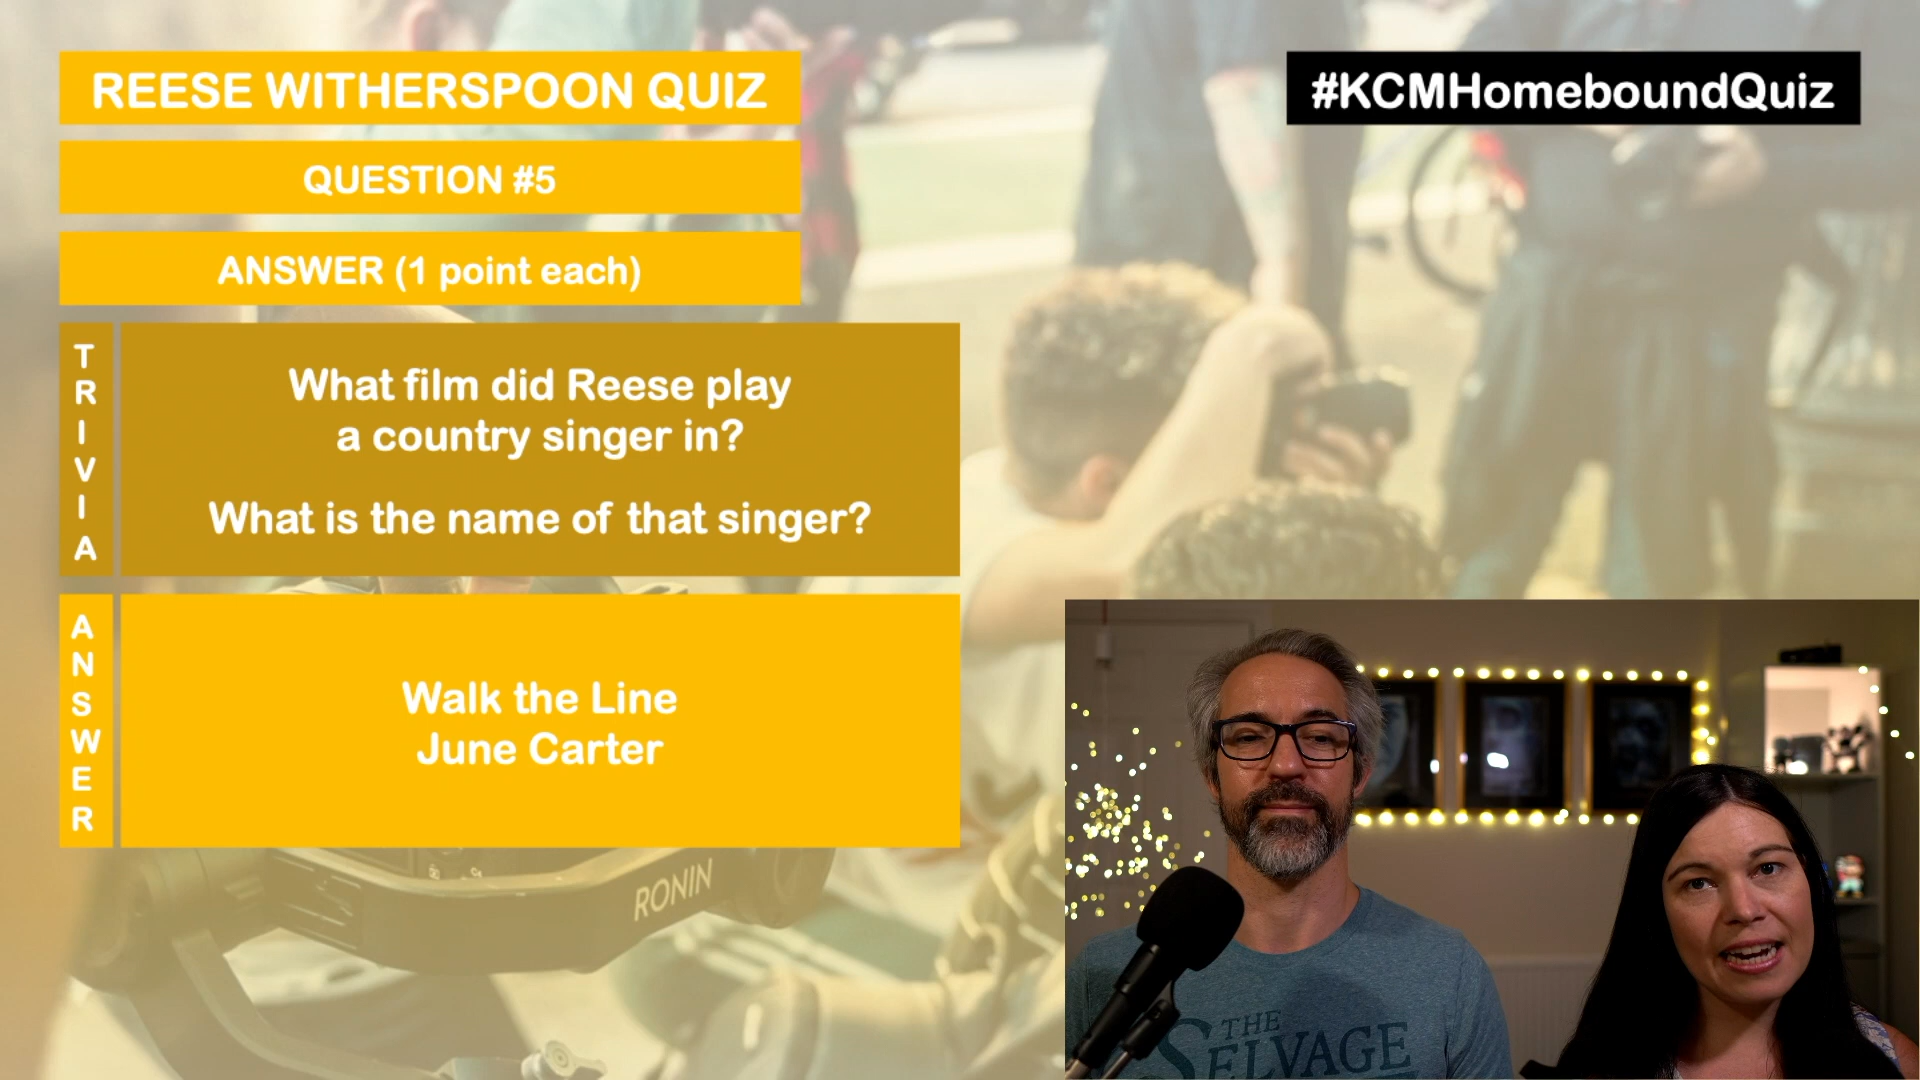 REESE WITHERSPOON QUIZ
#KCMHomeboundQuiz
QUESTION #5
ANSWER (1 point each)
TRIVIA
What film did Reese play
a country singer in?
What is the name of that singer?
ANSWER
Walk the Line
June Carter
RONIN
THE
SELVAGE